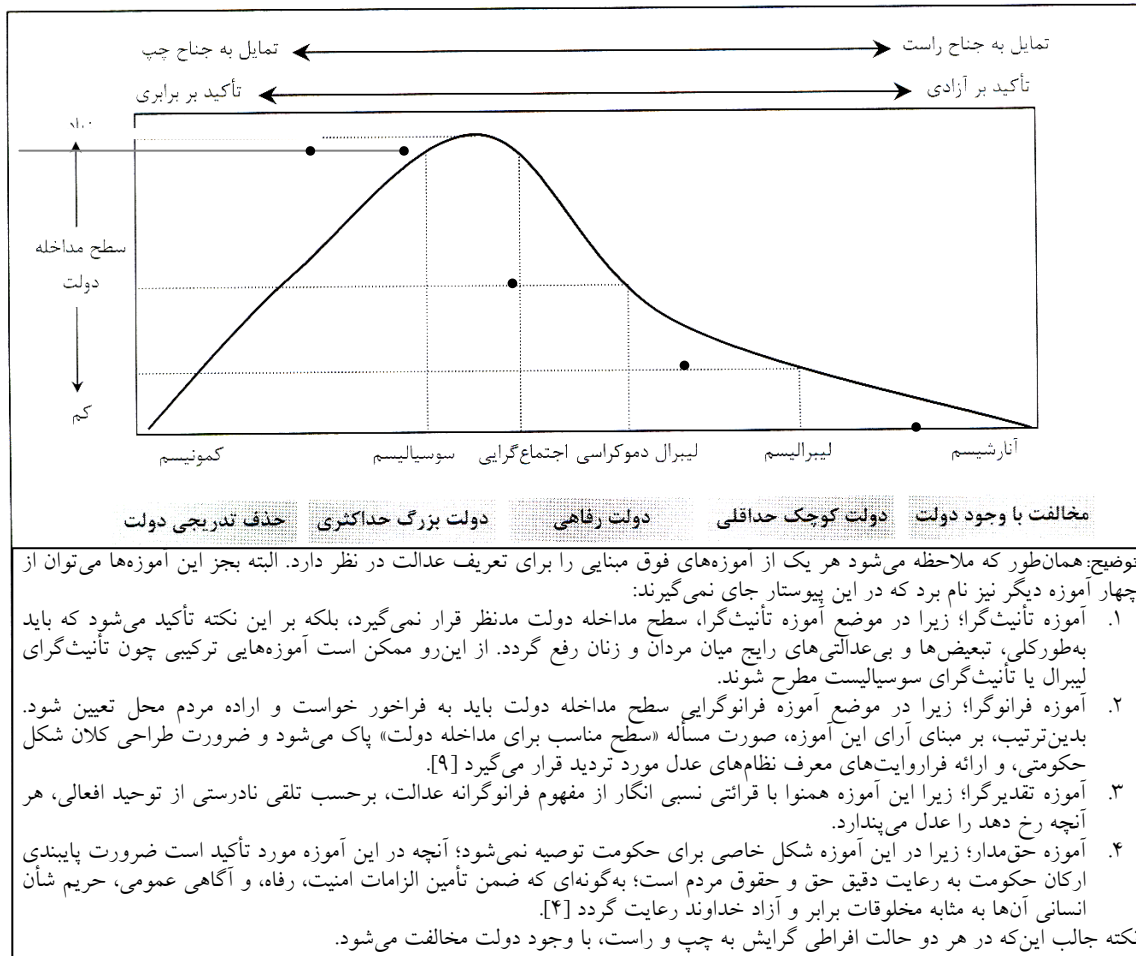 تمایل به جناح چپ تمایل به جناح راست
تأکید بر برابری تأکید بر آزادی
سطح مداخله
دولت
کم
کمونیسم سوسیالیسم اجتماع‌گرایی لیبرال دموکراسی لیبرالیسم آنارشیسم
مخالفت با وجود دولت دولت کوچک حداقلی دولت رفاهی دولت بزرگ حداکثری حذف تدریجی دولت
توضیح: همان‌طور که ملاحظه می‌شود هر یک از آموزه‌های فوق مبنایی را برای تعریف عدالت در نظر دارد. البته بجز این آموزه‌ها می‌توان از
چهار آموزه دیگر نیز نام برد که در این پیوستار جای نمی‌گیرند:
۱. آموزه تأنیث‌گرا؛ زیرا در موضع آموزه تأنیث‌گرا، سطح مداخله دولت مدنظر قرار نمی‌گیرد، بلکه بر این نکته تأکید می‌شود که باید
به‌طورکلی، تبعیض‌ها و بی‌عدالتی‌های رایج میان مردان و زنان رفع گردد. از این‌رو ممکن است آموزه‌هایی ترکیبی چون تأنیث‌گرای
لیبرال یا تأنیث‌گرای سوسیالیست مطرح شوند.
۲. آموزه فرانوگرا؛ زیرا در موضع آموزه فرانوگرایی سطح مداخله دولت باید به فراخور خواست و اراده مردم محل تعیین شود.
بدین‌ترتیب، بر مبنای آرای این آموزه، صورت مسأله «سطح مناسب برای مداخله دولت» پاک می‌شود و ضرورت طراحی کلان شکل
حکومتی، و ارائه فراروایت‌های معرف نظام‌های عدل مورد تردید قرار می‌گیرد [۹].
۳. آموزه تقدیرگرا؛ زیرا این آموزه همنوا با قرائتی نسبی انگار از مفهوم فرانوگرانه عدالت، برحسب تلقی نادرستی از توحید افعالی، هر
آنچه رخ دهد را عدل می‌پندارد.
۴. آموزه حق‌مدار؛ زیرا در این آموزه شکل خاصی برای حکومت توصیه نمی‌شود؛ آنچه در این آموزه مورد تأکید است ضرورت پایبندی
ارکان حکومت به رعایت دقیق حق و حقوق مردم است؛ به‌گونه‌ای که ضمن تأمین الزامات امنیت، رفاه، و آگاهی عمومی، حریم شأن
انسانی آن‌ها به مثابه مخلوقات برابر و آزاد خداوند رعایت گردد [۴].
نکته جالب این‌که در هر دو حالت افراطی گرایش به چپ و راست، با وجود دولت مخالفت می‌شود.